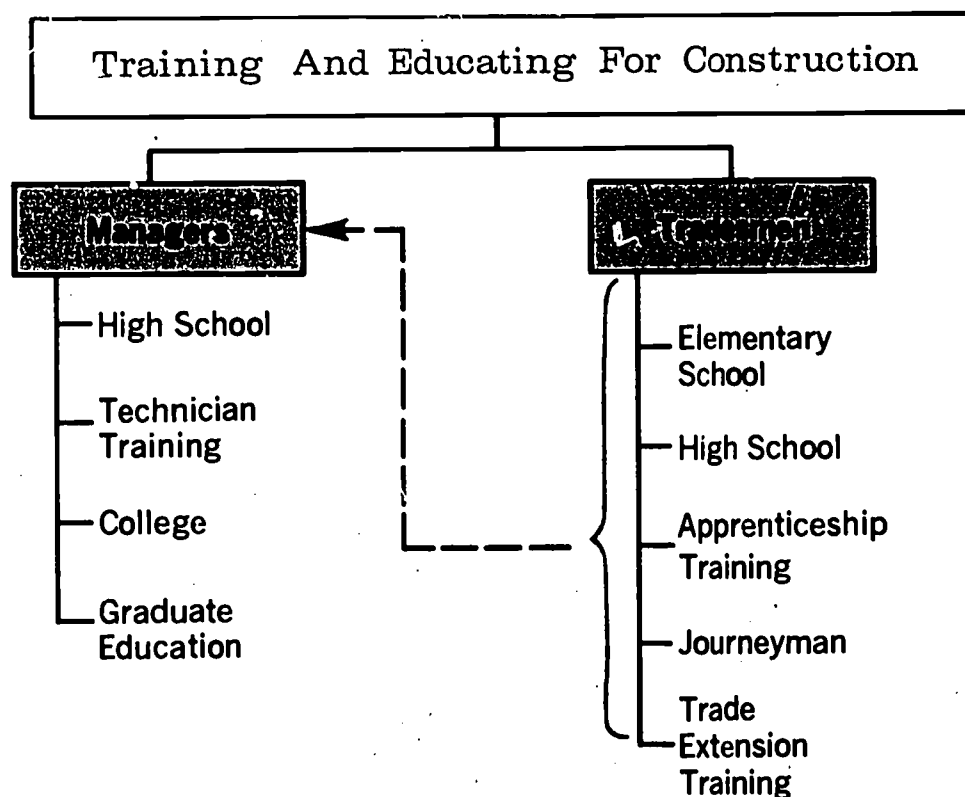 Training And Educating For Construction
Managers
High School
Technician
Training
College
Graduate
Education
Tradesmen
Elementary
School
High School
Apprenticeship
Training
Journeyman
Trade
Extension
Training